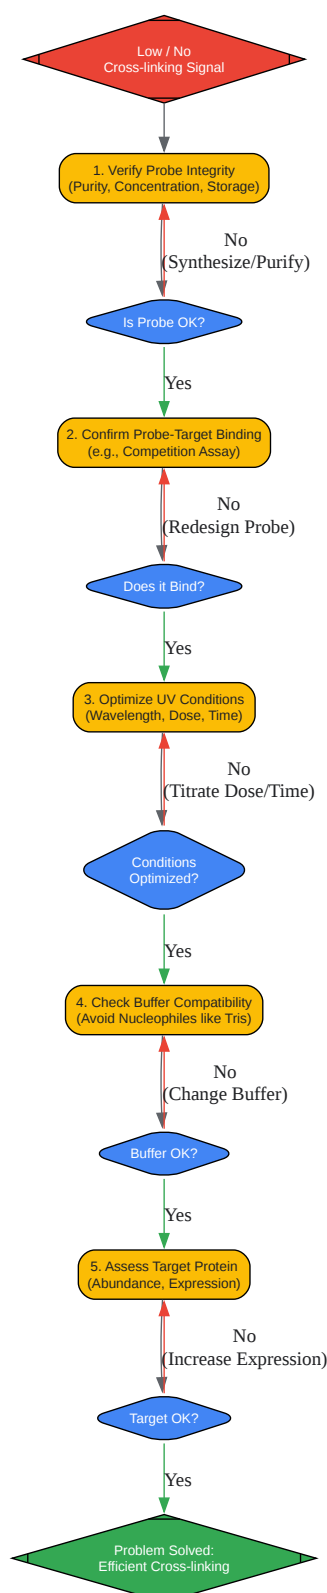 Low / No
Cross-linking Signal
1. Verify Probe Integrity
(Purity, Concentration, Storage)
No
(Synthesize/Purify)
Is Probe OK?
Yes
2. Confirm Probe-Target Binding
(e.g., Competition Assay)
No
(Redesign Probe)
Does it Bind?
Yes
3. Optimize UV Conditions
(Wavelength, Dose, Time)
No
(Titrate Dose/Time)
Conditions
Optimized?
Yes
4. Check Buffer Compatibility
(Avoid Nucleophiles like Tris)
No
(Change Buffer)
Buffer OK?
Yes
5. Assess Target Protein
(Abundance, Expression)
No
(Increase Expression)
Target OK?
Yes
Problem Solved:
Efficient Cross-linking